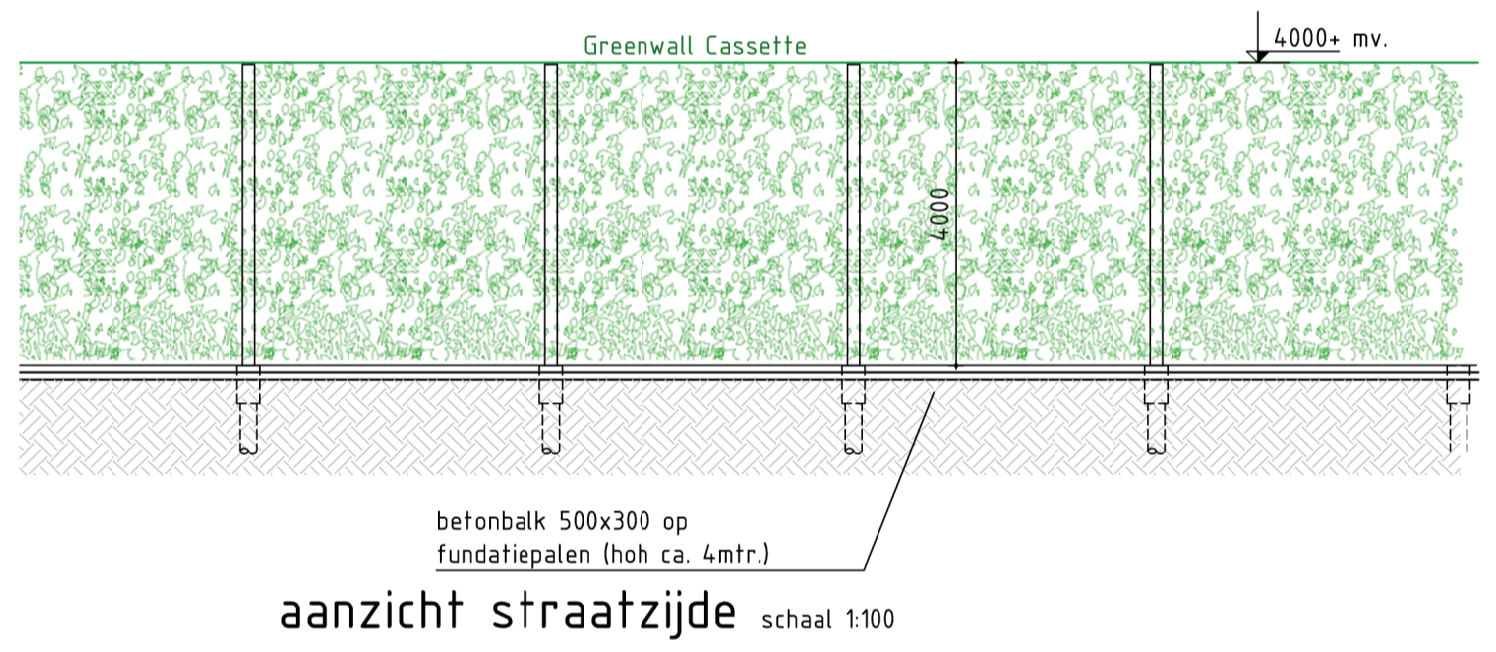 Greenwall Cassette
4000+ mv.
4000
betonbalk 500x300 op
fundatiepalen (hoh ca. 4mtr.)
aanzicht straatzijde schaal 1:100